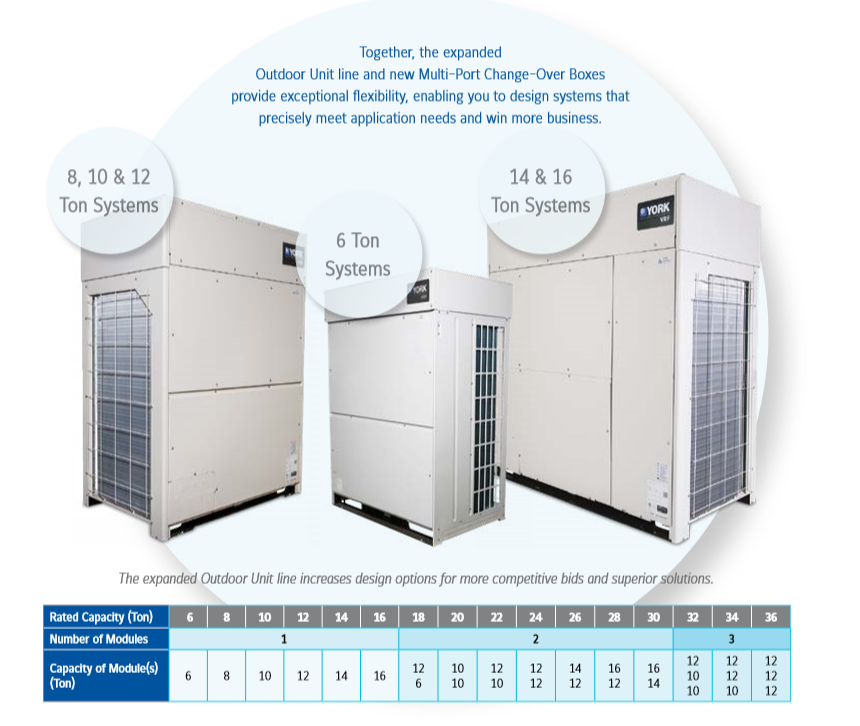 Together, the expanded
Outdoor Unit line and new Multi-Port Change-Over Boxes
provide exceptional flexibility, enabling you to design systems that
precisely meet application needs and win more business.
8, 10 & 12
Ton Systems
14 & 16
Ton Systems
6 Ton
Systems
YORK
YORK
YORK
VRF
The expanded Outdoor Unit line increases design options for more competitive bids and superior solutions.
Rated Capacity (Ton) 6 8 10 12 14 16 18 20 22 24 26 28 30 32 34 36
Number of Modules 1 2 3
Capacity of Module(s) (Ton) 6 8 10 12 14 16
12 10 12 12 14 16 16 12 12 12
6 10 10 12 12 12 14 10 12 12
10 10 12